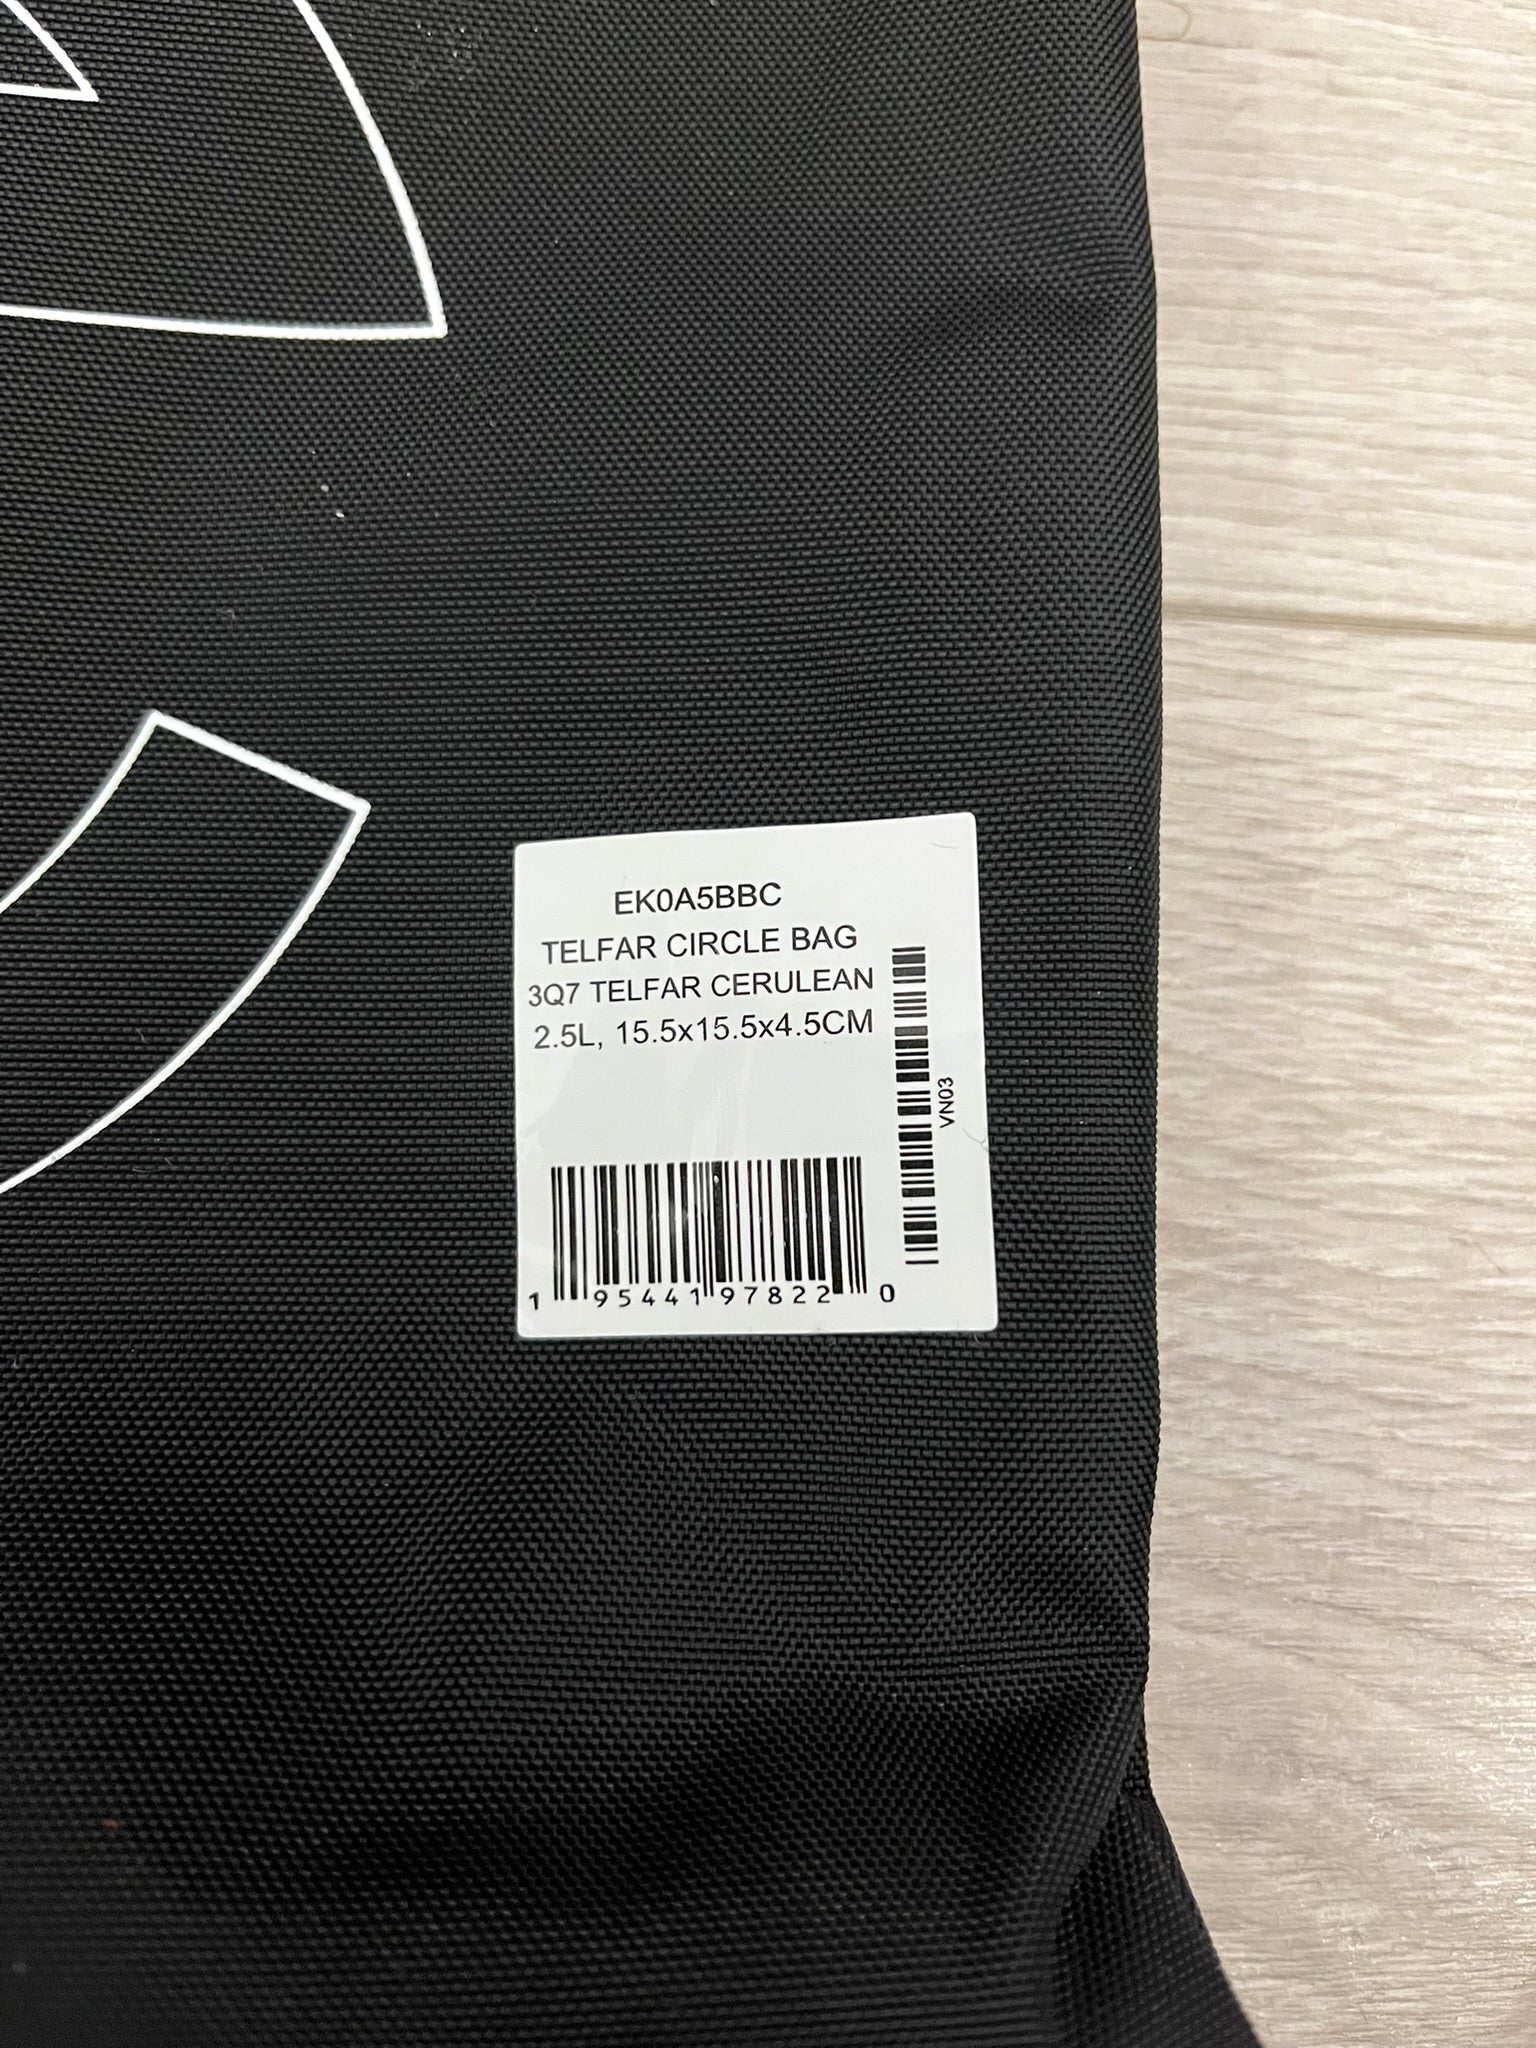 EK0A5BBC
TELFAR CIRCLE BAG
3Q7 TELFAR CERULEAN
2.5L, 15.5x15.5x4.5CM
VN03
1 95441 97822 0